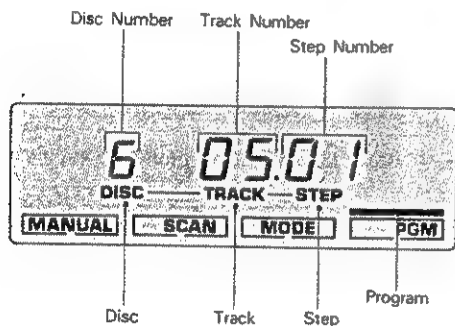 Disc Number Track Number
Step Number
6 05.01
DISC TRACK STEP
MANUAL SCAN MODE PGM
Program
Disc Track Step